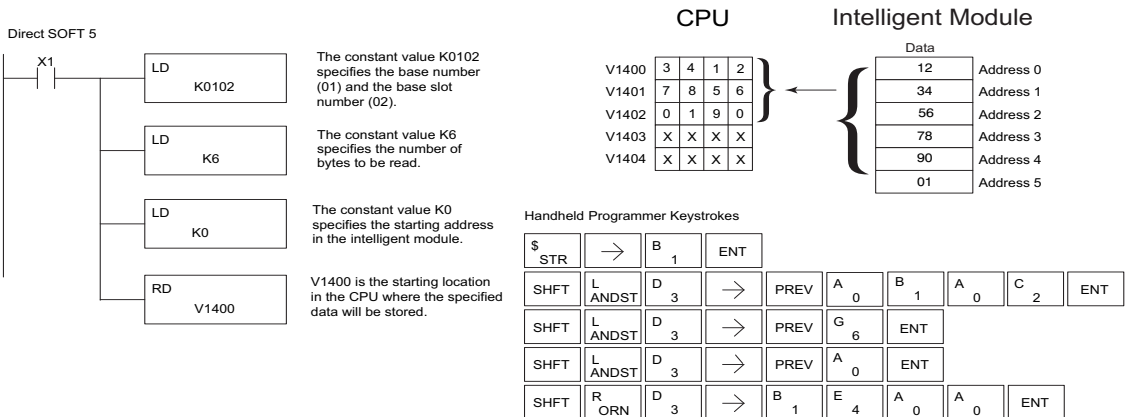 Direct SOFT 5
X1
LD
K0102
The constant value K0102
specifies the base number
(01) and the base slot
number (02).
LD
K6
The constant value K6
specifies the number of
bytes to be read.
LD
K0
The constant value K0
specifies the starting address
in the intelligent module.
RD
V1400
V1400 is the starting location
in the CPU where the specified
data will be stored.
CPU
Intelligent Module
V1400 3 4 1 2
V1401 7 8 5 6
V1402 0 1 9 0
V1403 X X X X
V1404 X X X X
Data
12 Address 0
34 Address 1
56 Address 2
78 Address 3
90 Address 4
01 Address 5
Handheld Programmer Keystrokes
$ STR → B 1 ENT
SHFT L ANDST D 3 → PREV A 0 B 1 A 0 C 2 ENT
SHFT L ANDST D 3 → PREV G 6 ENT
SHFT L ANDST D 3 → PREV A 0 ENT
SHFT R ORN D 3 → B 1 E 4 A 0 A 0 ENT